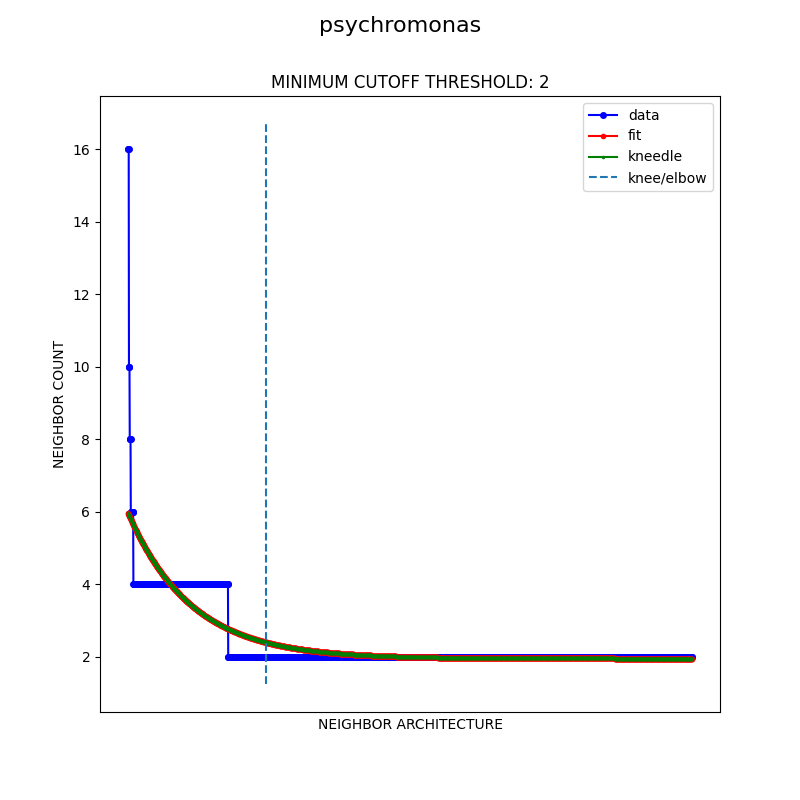 psychromonas
MINIMUM CUTOFF THRESHOLD: 2
data
fit
kneedle
knee/elbow
16
14
12
10
8
6
4
2
NEIGHBOR COUNT
NEIGHBOR ARCHITECTURE